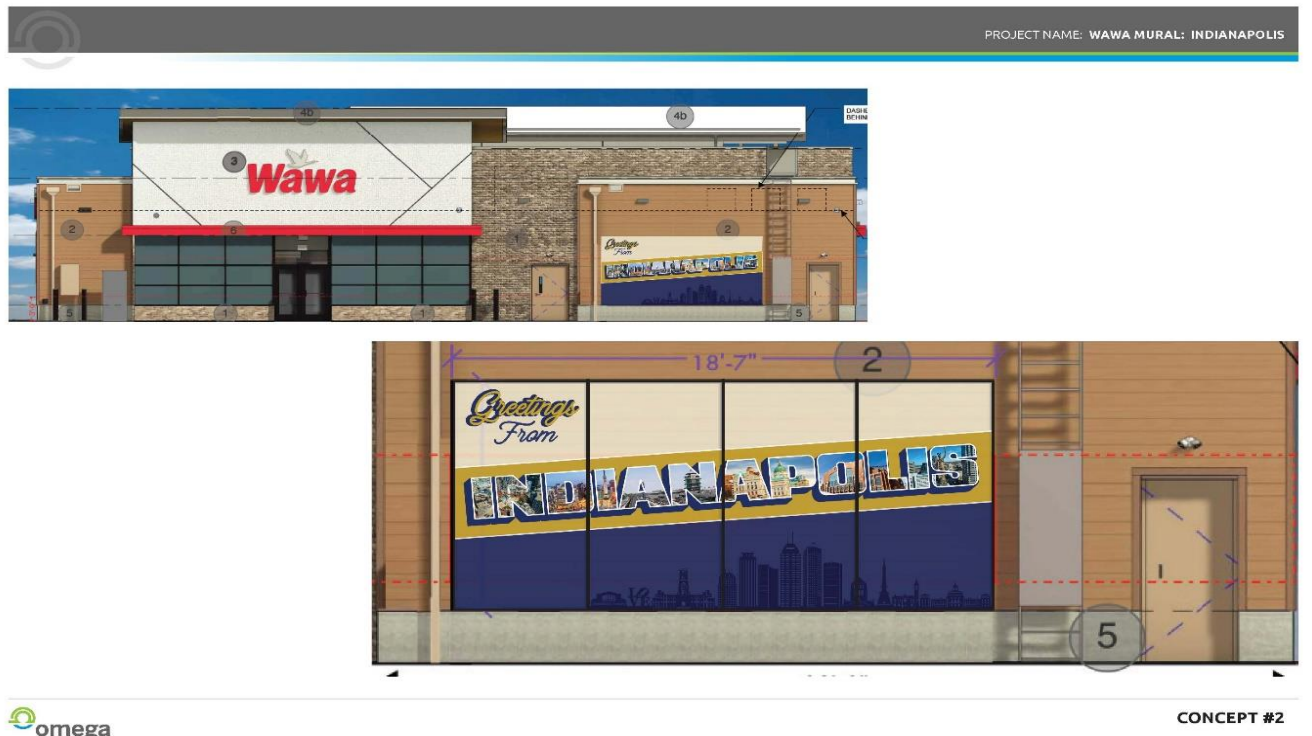 PROJECT NAME: WAWA MURAL: INDIANAPOLIS
4b
4b
3
Wawa
2
6
1
2
Greetings
From
INDIANAPOLIS
5
1
1
5
18'-7"
2
Greetings
From
INDIANAPOLIS
5
omega
CONCEPT #2